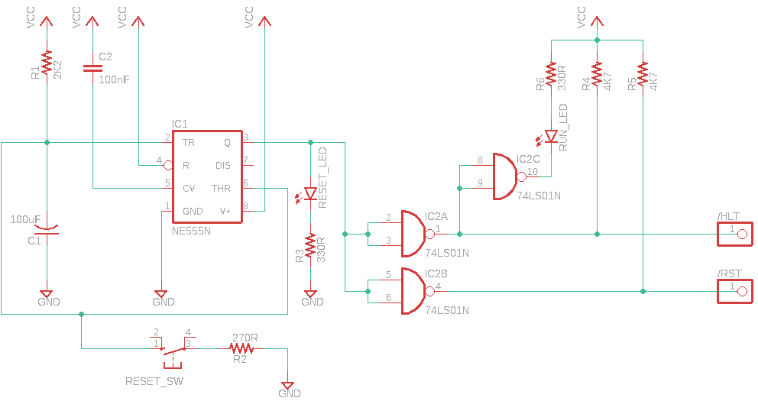 VCC
VCC
VCC
VCC
VCC
R1
2K2
C2
100nF
R6
330R
R4
4K7
R5
4K7
IC1
2
TR
Q
3
4
R
DIS
7
5
CV
THR
6
1
GND
V+
8
NE555N
RESET_LED
R3
330R
RUN_LED
8
9
IC2C
10
74LS01N
100uF
C1
2
3
IC2A
1
74LS01N
/HLT
1
5
6
IC2B
4
74LS01N
/RST
1
GND
GND
GND
2
4
1
3
RESET_SW
270R
R2
GND